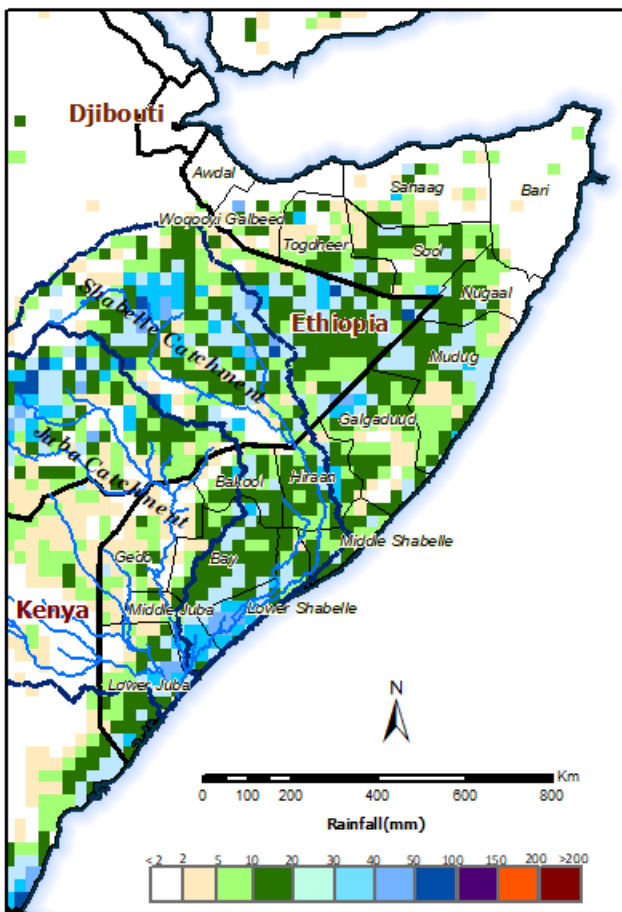 Djibouti
Awdal
Sanaag
Bari
Woqooyi Galbeed
Togdheer
Sool
Nugaal
Shabelle Catchment
Ethiopia
Mudug
Galgaduud
Juba Catchment
Bakool
Hiraan
Middle Shabelle
Gedo
Bay
Kenya
Middle Juba
Lower Shabelle
Lower Juba
N
Km
0 100 200 400 600 800
Rainfall(mm)
<2 2 5 10 20 30 40 50 100 150 200 >200